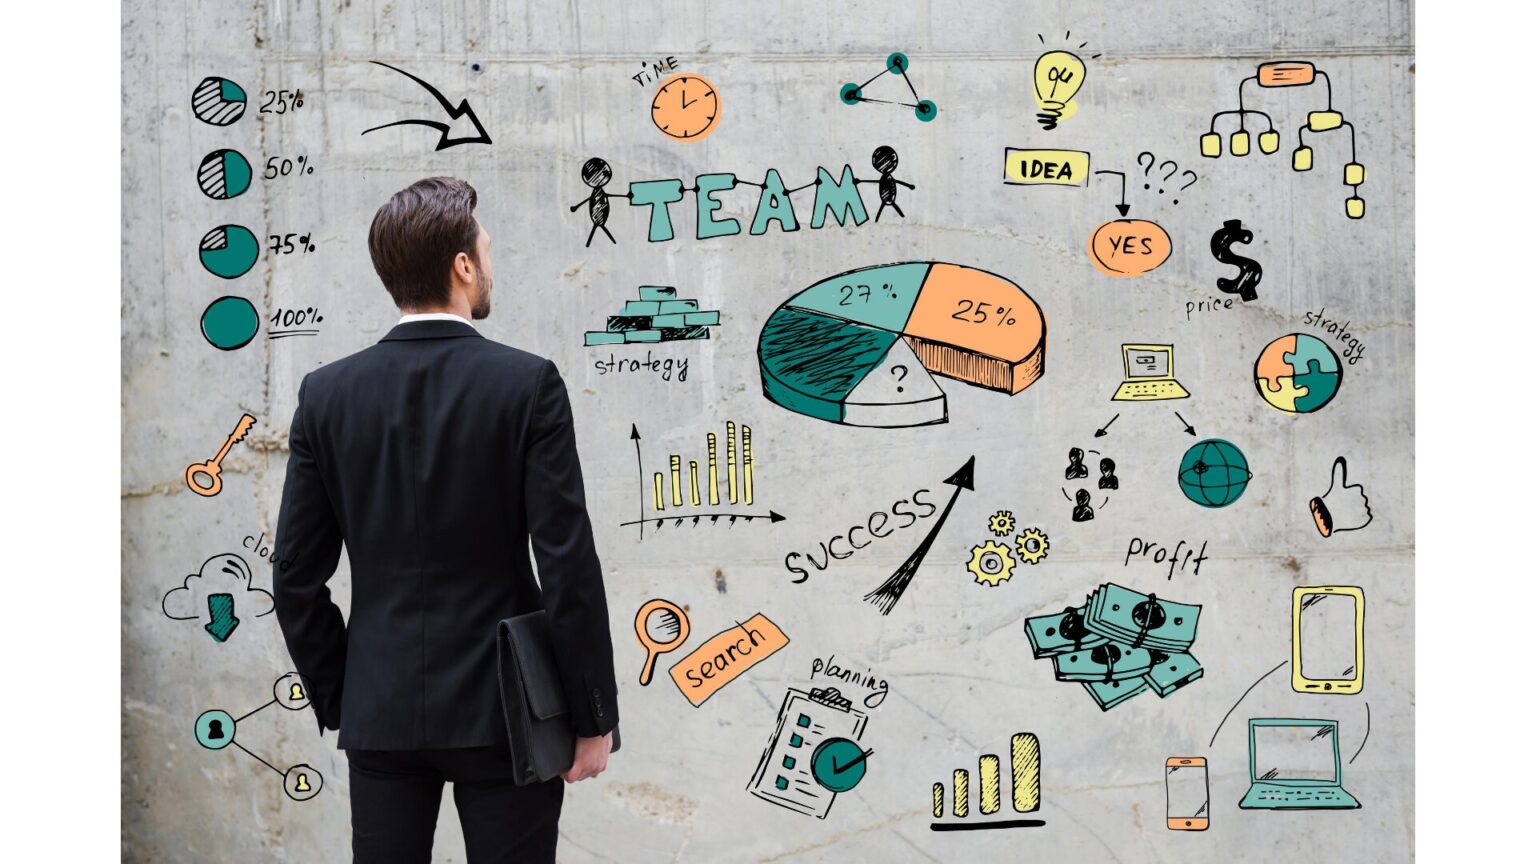 25%
50%
75%
100%
TIME
TEAM
IDEA
???
YES
$
price
strategy
strategy
27%
25%
?
success
cloud
search
planning
profit